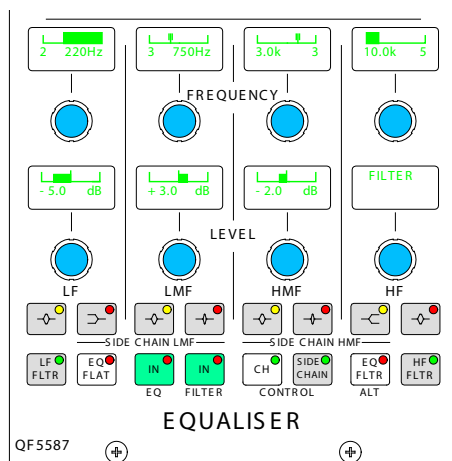 2 220Hz 3 750Hz 3.0k 3 10.0k 5
FREQUENCY
- 5.0 dB + 3.0 dB - 2.0 dB FILTER
LEVEL
LF LMF HMF HF
SIDE CHAIN LMF SIDE CHAIN HMF
LF FLTR
EQ FLAT
IN
IN
CH
SIDE CHAIN
EQ FLTR
HF FLTR
EQ FILTER CONTROL ALT
EQUALISER
QF5587